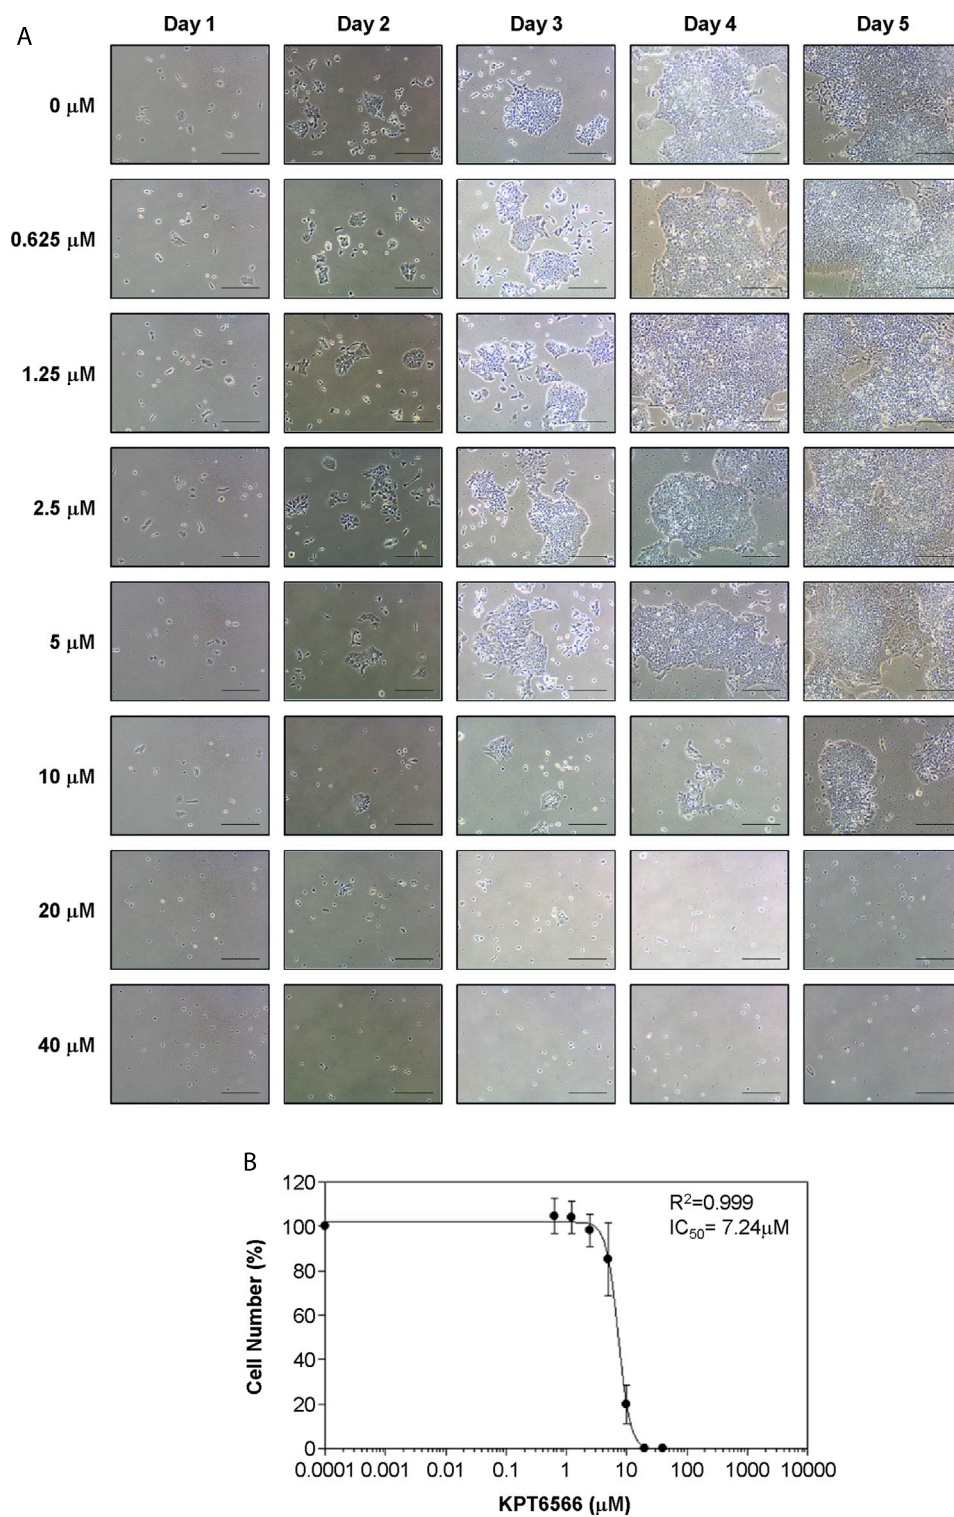 A
Day 1 Day 2 Day 3 Day 4 Day 5
0 μM
0.625 μM
1.25 μM
2.5 μM
5 μM
10 μM
20 μM
40 μM
B
120
100
80
60
40
20
0
Cell Number (%)
R²=0.999
IC₅₀= 7.24μM
0.0001 0.001 0.01 0.1 1 10 100 1000 10000
KPT6566 (μM)